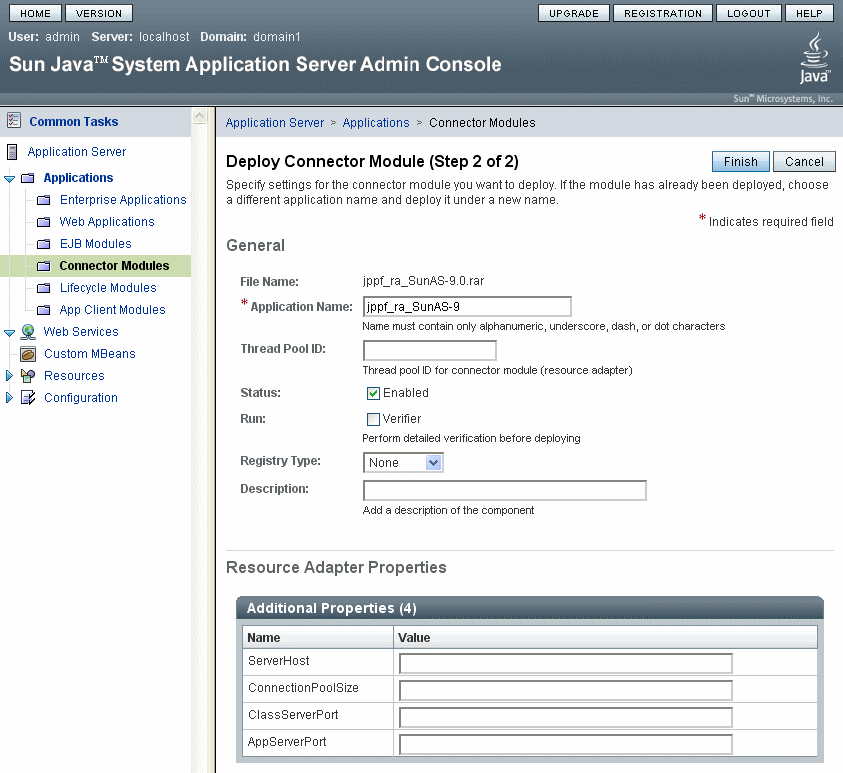 HOME VERSION UPGRADE REGISTRATION LOGOUT HELP
User: admin Server: localhost Domain: domain1
Sun Java™ System Application Server Admin Console
Java™
Sun™ Microsystems, Inc.
Common Tasks
Application Server
Applications
Enterprise Applications
Web Applications
EJB Modules
Connector Modules
Lifecycle Modules
App Client Modules
Web Services
Custom MBeans
Resources
Configuration
Application Server > Applications > Connector Modules
Deploy Connector Module (Step 2 of 2) Finish Cancel
Specify settings for the connector module you want to deploy. If the module has already been deployed, choose
a different application name and deploy it under a new name.
* Indicates required field
General
File Name: jppf_ra_SunAS-9.0.rar
* Application Name: jppf_ra_SunAS-9
Name must contain only alphanumeric, underscore, dash, or dot characters
Thread Pool ID:
Thread pool ID for connector module (resource adapter)
Status: Enabled
Run: Verifier
Perform detailed verification before deploying
Registry Type: None
Description:
Add a description of the component
Resource Adapter Properties
Additional Properties (4)
Name Value
ServerHost
ConnectionPoolSize
ClassServerPort
AppServerPort